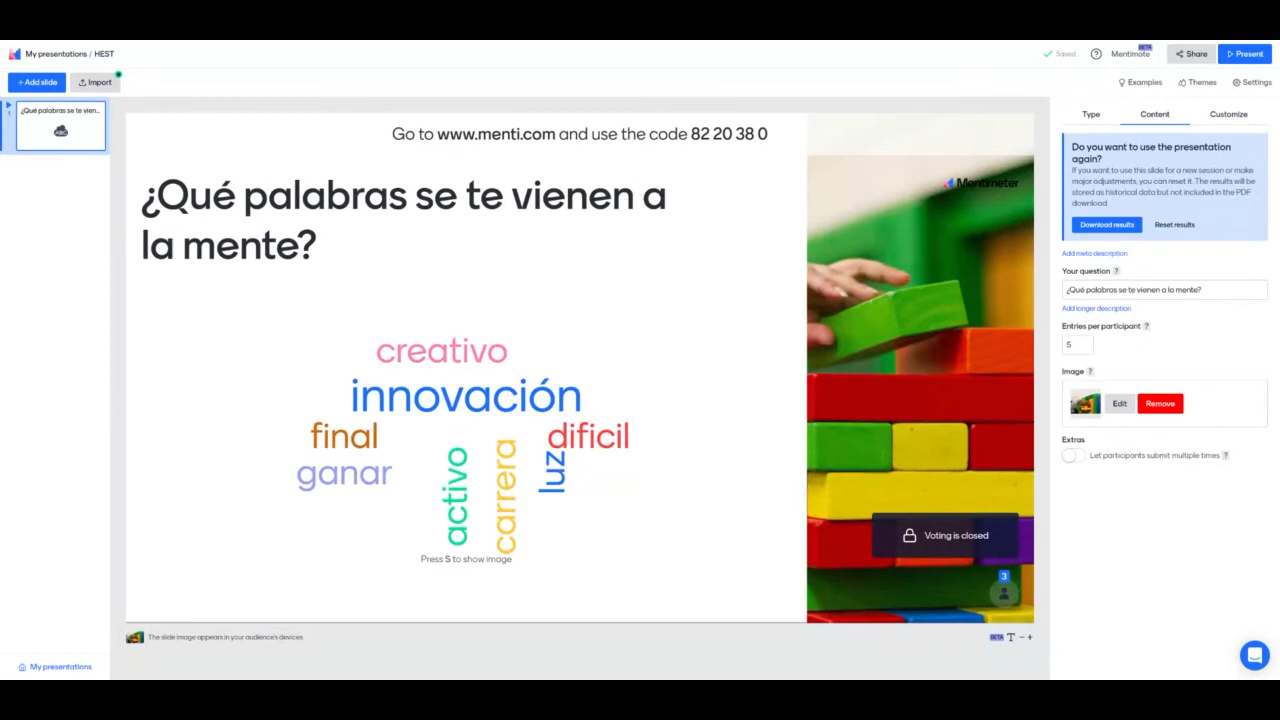 My presentations / HEST
Saved
Mentimote
BETA
Share
Present
+ Add slide
Import
Examples
Themes
Settings
1
¿Qué palabras se te vien...
ABC
Go to www.menti.com and use the code 82 20 38 0
Mentimeter
¿Qué palabras se te vienen a
la mente?
creativo
innovación
final
dificil
ganar
activo
carrera
luz
Press S to show image
Voting is closed
3
The slide image appears in your audience's devices
BETA T − +
Type
Content
Customize
Do you want to use the presentation
again?
If you want to use this slide for a new session or make
major adjustments, you can reset it. The results will be
stored as historical data but not included in the PDF
download.
Download results
Reset results
Add meta description
Your question ?
¿Qué palabras se te vienen a la mente?
Add longer description
Entries per participant ?
5
Image ?
Edit
Remove
Extras
Let participants submit multiple times ?
My presentations